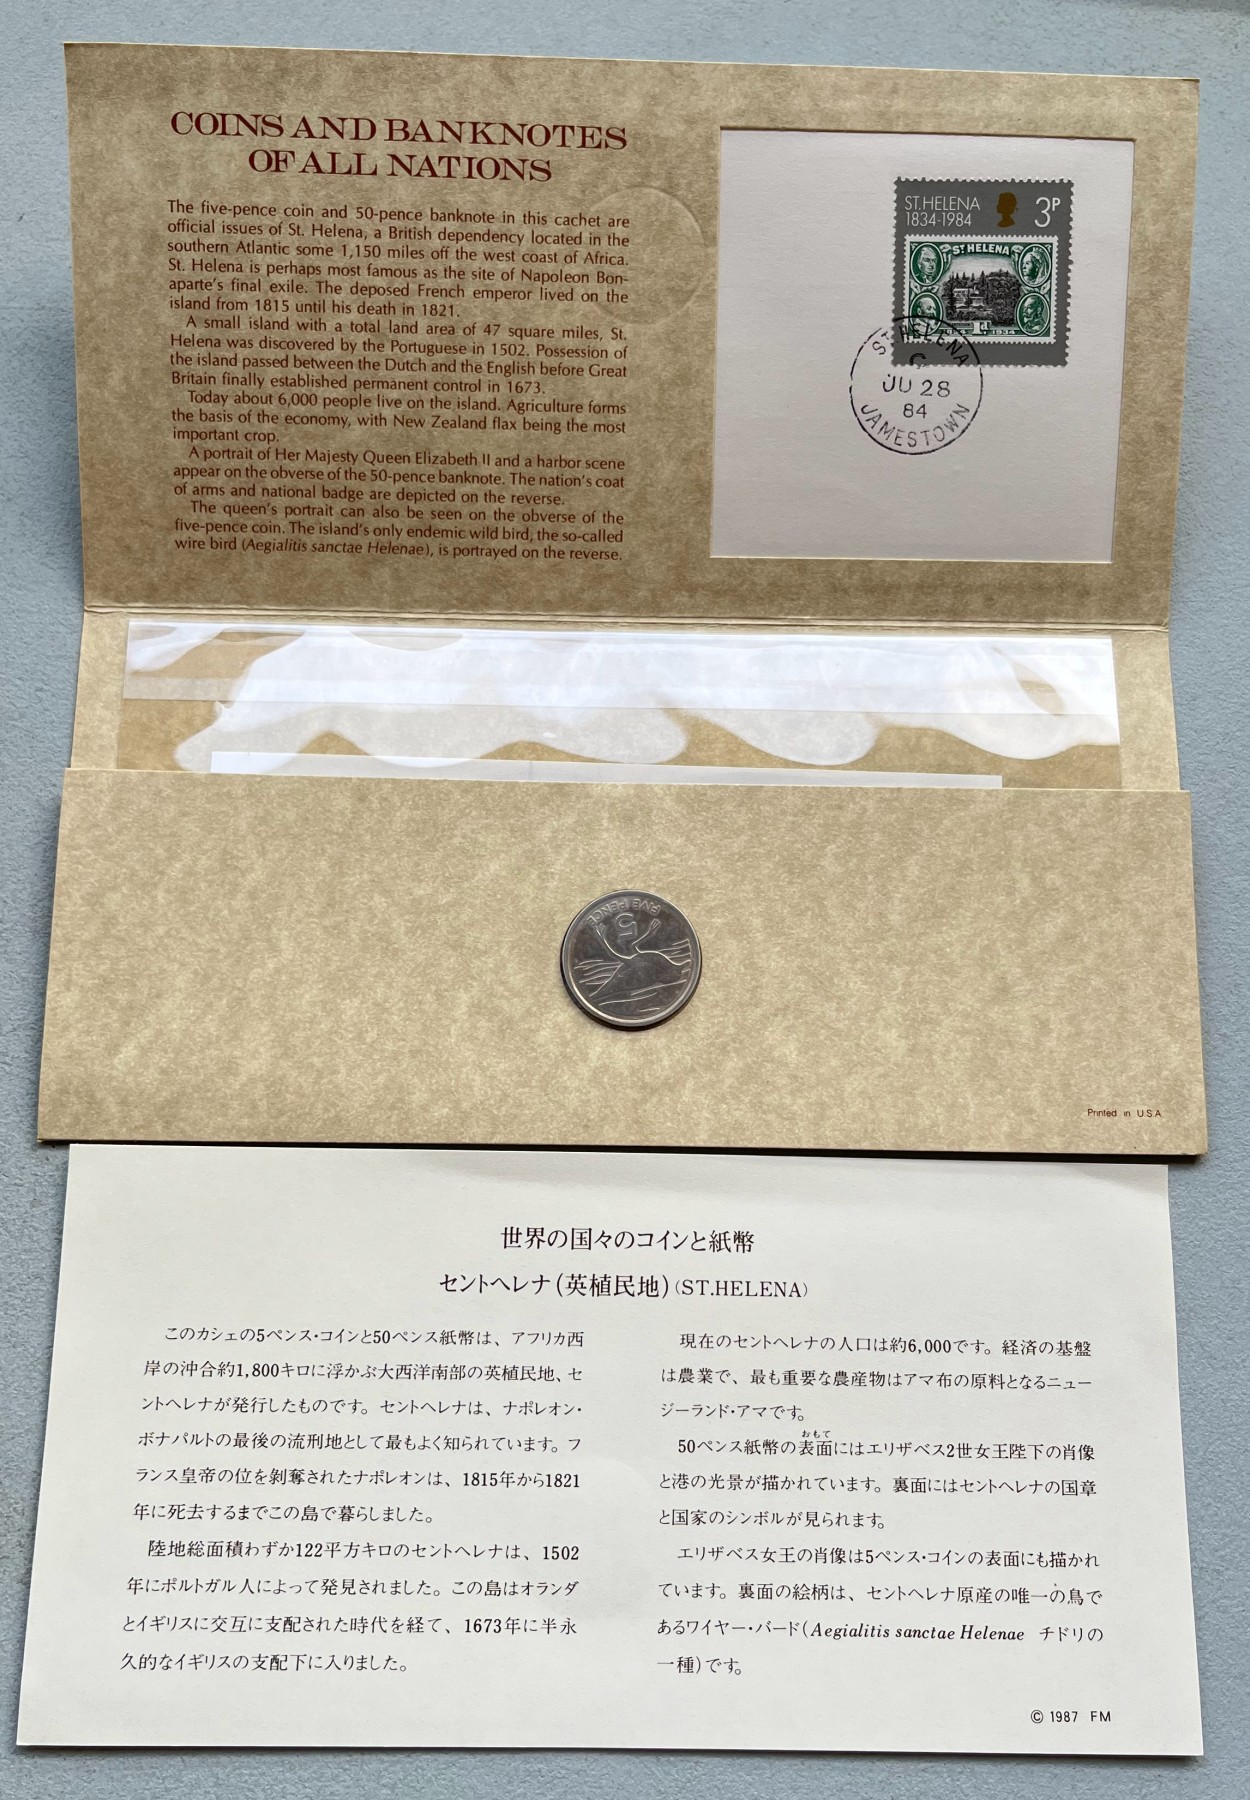 COINS AND BANKNOTES
OF ALL NATIONS
The five-pence coin and 50-pence banknote in this cachet are
official issues of St. Helena, a British dependency located in the
southern Atlantic some 1,150 miles off the west coast of Africa.
St. Helena is perhaps most famous as the site of Napoleon Bon-
aparte's final exile. The deposed French emperor lived on the
island from 1815 until his death in 1821.
A small island with a total land area of 47 square miles, St.
Helena was discovered by the Portuguese in 1502. Possession of
the island passed between the Dutch and the English before Great
Britain finally established permanent control in 1673.
Today about 6,000 people live on the island. Agriculture forms
the basis of the economy, with New Zealand flax being the most
important crop.
A portrait of Her Majesty Queen Elizabeth II and a harbor scene
appear on the obverse of the 50-pence banknote. The nation's coat
of arms and national badge are depicted on the reverse.
The queen's portrait can also be seen on the obverse of the
five-pence coin. The island's only endemic wild bird, the so-called
wire bird (Aegialitis sanctae Helenae), is portrayed on the reverse.
ST.HELENA
1834-1984
3P
ST HELENA
1d
1934
ST. HELENA
C
JU 28
84
JAMESTOWN
FIVE PENCE
5
Printed in U.S.A
世界の国々のコインと紙幣
セントヘレナ(英植民地)(ST.HELENA)
このカシェの5ペンス・コインと50ペンス紙幣は、アフリカ西
岸の沖合約1,800キロに浮かぶ大西洋南部の英植民地、セ
ントヘレナが発行したものです。セントヘレナは、ナポレオン・
ボナパルトの最後の流刑地として最もよく知られています。フ
ランス皇帝の位を剝奪されたナポレオンは、1815年から1821
年に死去するまでこの島で暮らしました。
陸地総面積わずか122平方キロのセントヘレナは、1502
年にポルトガル人によって発見されました。この島はオランダ
とイギリスに交互に支配された時代を経て、1673年に半永
久的なイギリスの支配下に入りました。
現在のセントヘレナの人口は約6,000です。経済の基盤
は農業で、最も重要な農産物はアマ布の原料となるニュー
ジーランド・アマです。
おもて
50ペンス紙幣の表面にはエリザベス2世女王陛下の肖像
と港の光景が描かれています。裏面にはセントヘレナの国章
と国家のシンボルが見られます。
エリザベス女王の肖像は5ペンス・コインの表面にも描かれ
ています。裏面の絵柄は、セントヘレナ原産の唯一の鳥で
あるワイヤー・バード(Aegialitis sanctae Helenae チドリの
一種)です。
© 1987 FM